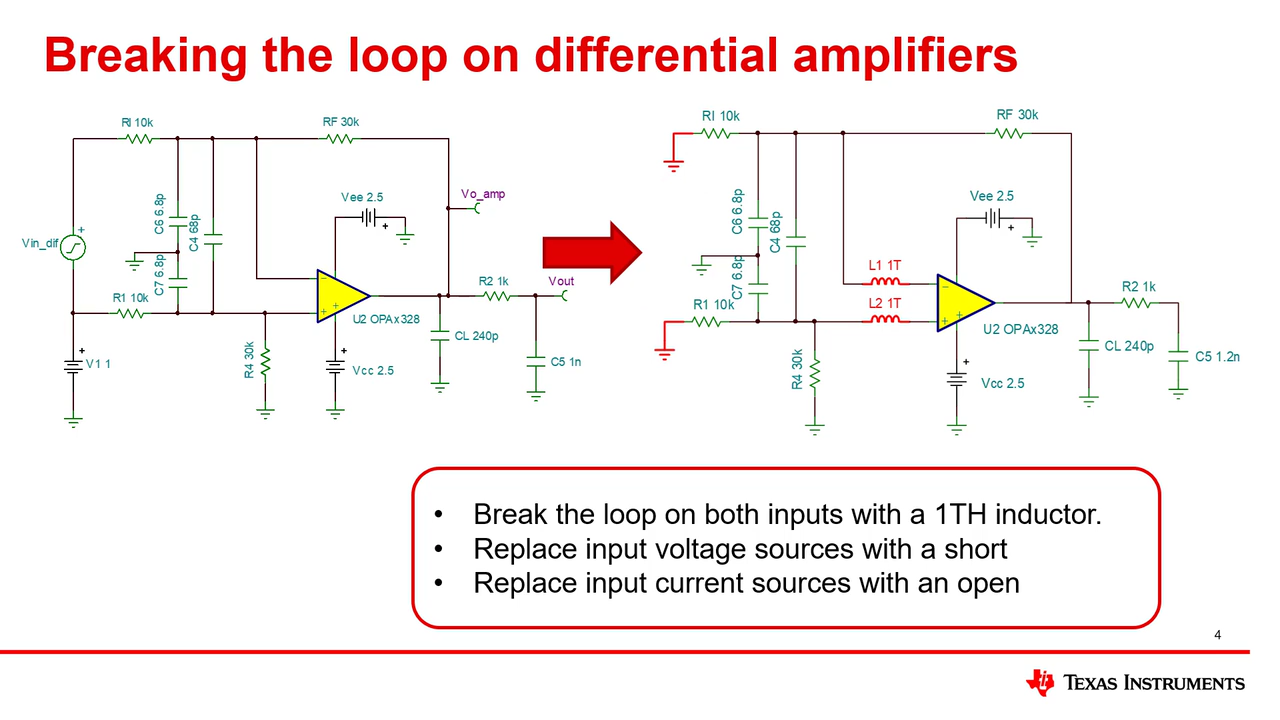 Breaking the loop on differential amplifiers
RI 10k
RF 30k
Vee 2.5
+
Vo_amp
C6 6.8p
C4 68p
Vin_dif
+
C7 6.8p
R1 10k
R2 1k
Vout
U2 OPAx328
CL 240p
C5 1n
V1 1
+
R4 30k
+
Vcc 2.5
RI 10k
RF 30k
Vee 2.5
+
C6 6.8p
C4 68p
C7 6.8p
L1 1T
R1 10k
L2 1T
R2 1k
U2 OPAx328
CL 240p
C5 1.2n
R4 30k
+
Vcc 2.5
• Break the loop on both inputs with a 1TH inductor.
• Replace input voltage sources with a short
• Replace input current sources with an open
4
TEXAS INSTRUMENTS